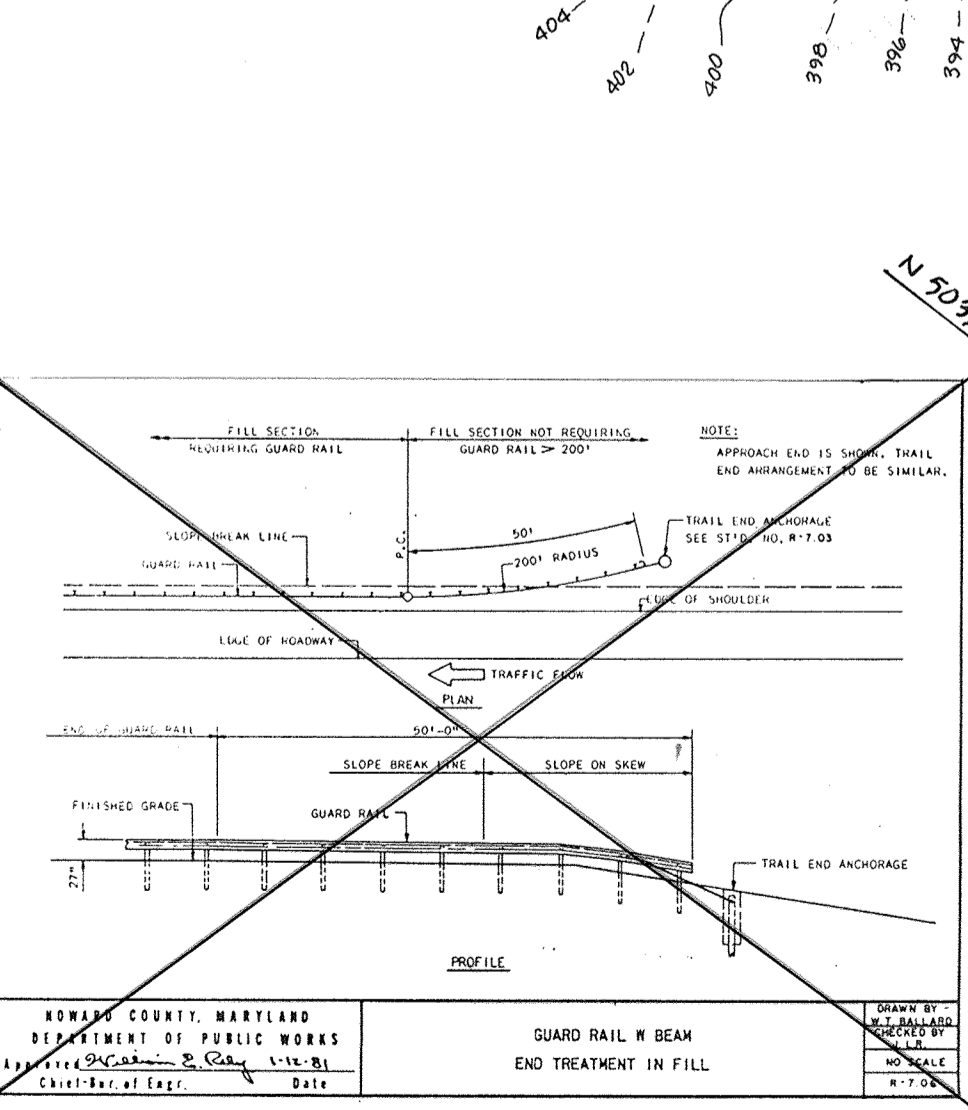 404
402
400
398
396
394
N 503
FILL SECTION
REQUIRING GUARD RAIL
FILL SECTION NOT REQUIRING
GUARD RAIL > 200'
NOTE:
APPROACH END IS SHOWN. TRAIL
END ARRANGEMENT TO BE SIMILAR.
P.C.
50'
200' RADIUS
TRAIL END ANCHORAGE
SEE ST'D. NO. R-7.03
SLOPE BREAK LINE
GUARD RAIL
EDGE OF SHOULDER
EDGE OF ROADWAY
TRAFFIC FLOW
PLAN
END OF GUARD RAIL
50'-0"
SLOPE BREAK LINE
SLOPE ON SKEW
FINISHED GRADE
GUARD RAIL
27"
TRAIL END ANCHORAGE
PROFILE
HOWARD COUNTY, MARYLAND
DEPARTMENT OF PUBLIC WORKS
Approved William E. Riley 1-12-81
Chief-Bur. of Engr. Date
GUARD RAIL W BEAM
END TREATMENT IN FILL
DRAWN BY -
W.T. BALLARD
CHECKED BY
J.L.R.
NO SCALE
R-7.06